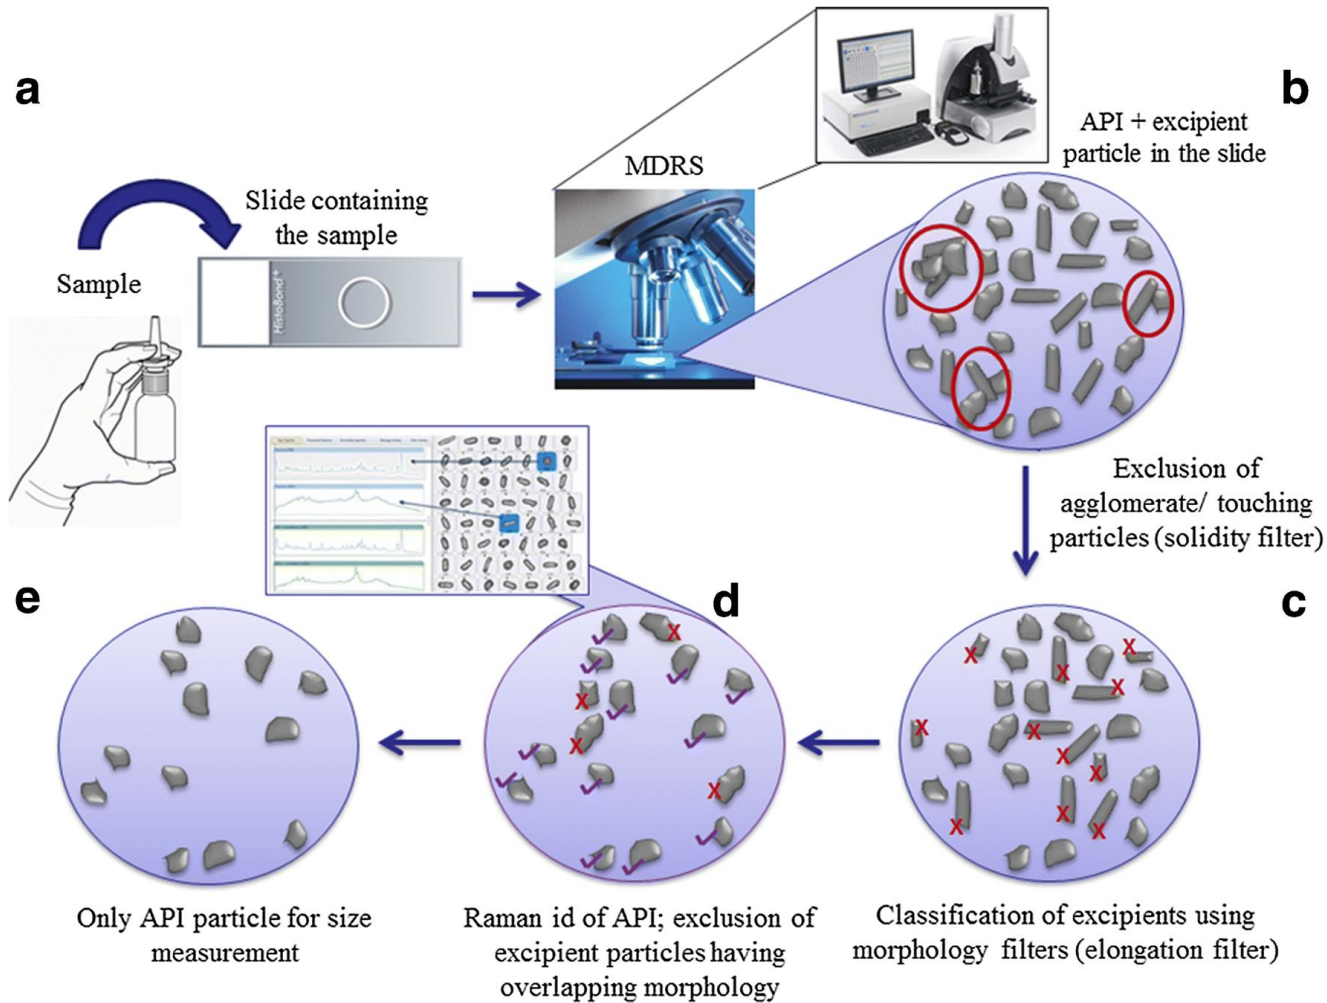 a
Sample
Slide containing
the sample
HistoBond+
MDRS
b
API + excipient
particle in the slide
Exclusion of
agglomerate/ touching
particles (solidity filter)
c
X
X
X
X
X
X
X
X
X
X
X
Classification of excipients using
morphology filters (elongation filter)
d
X
X
X
X
Raman id of API; exclusion of
excipient particles having
overlapping morphology
e
Only API particle for size
measurement